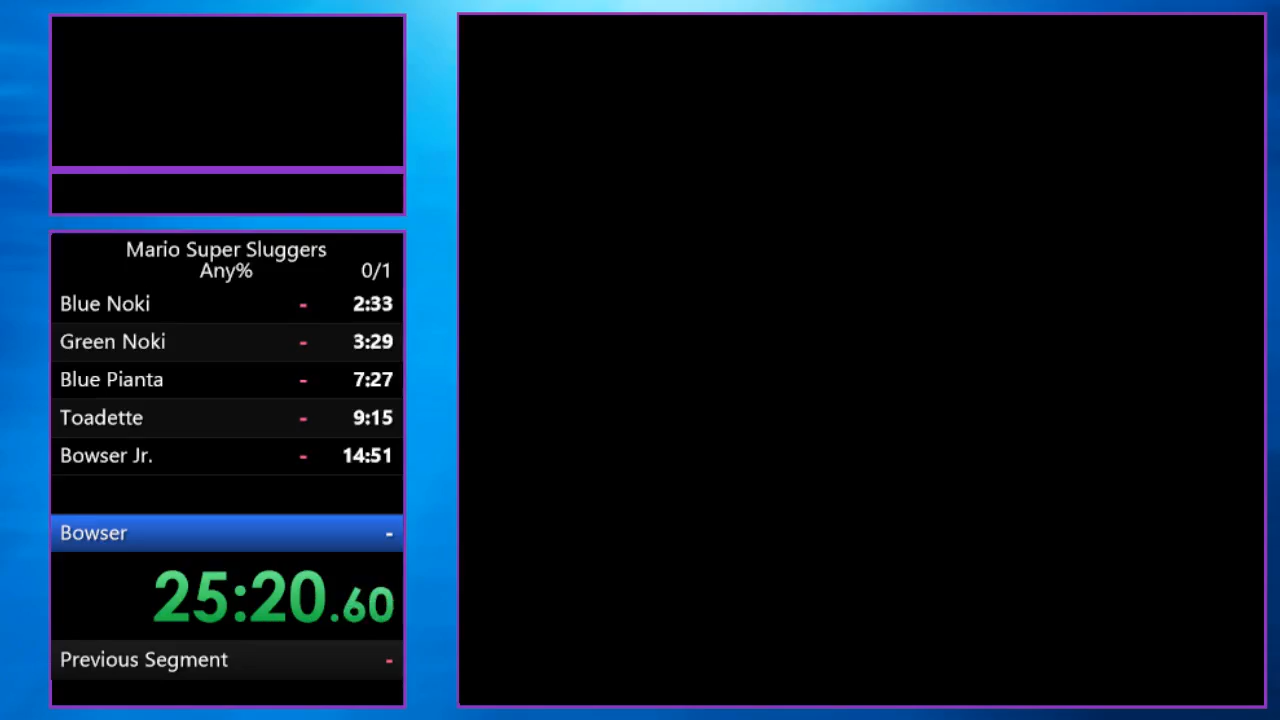 Mario Super Sluggers
Any% 0/1
Blue Noki - 2:33
Green Noki - 3:29
Blue Pianta - 7:27
Toadette - 9:15
Bowser Jr. - 14:51
Bowser -
25:20.60
Previous Segment -